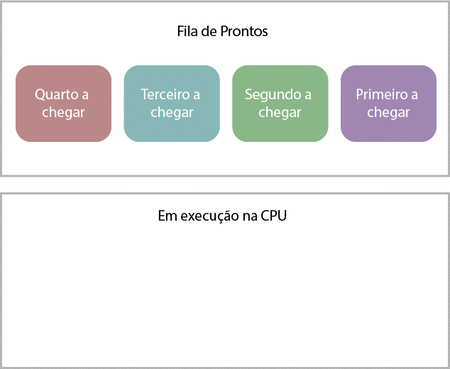 Fila de Prontos
Quarto a
chegar
Terceiro a
chegar
Segundo a
chegar
Primeiro a
chegar
Em execução na CPU